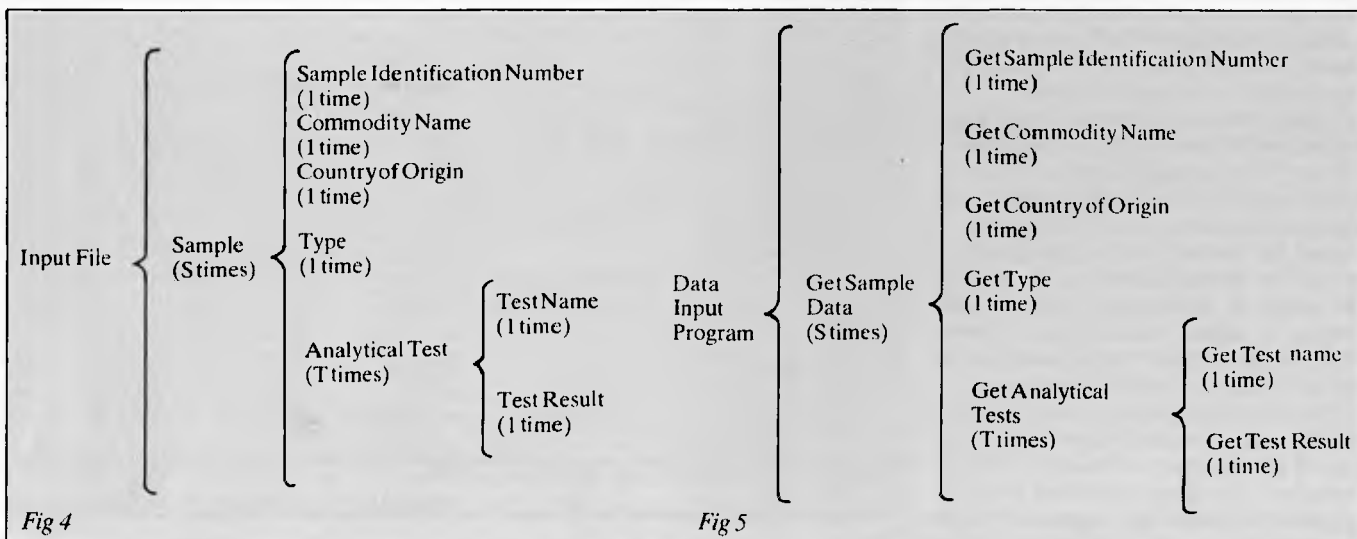 Input File
Sample
(S times)
Sample Identification Number
(1 time)
Commodity Name
(1 time)
Country of Origin
(1 time)
Type
(1 time)
Analytical Test
(T times)
Test Name
(1 time)
Test Result
(1 time)
Fig 4
Data
Input
Program
Get Sample
Data
(S times)
Get Sample Identification Number
(1 time)
Get Commodity Name
(1 time)
Get Country of Origin
(1 time)
Get Type
(1 time)
Get Analytical
Tests
(T times)
Get Test name
(1 time)
Get Test Result
(1 time)
Fig 5